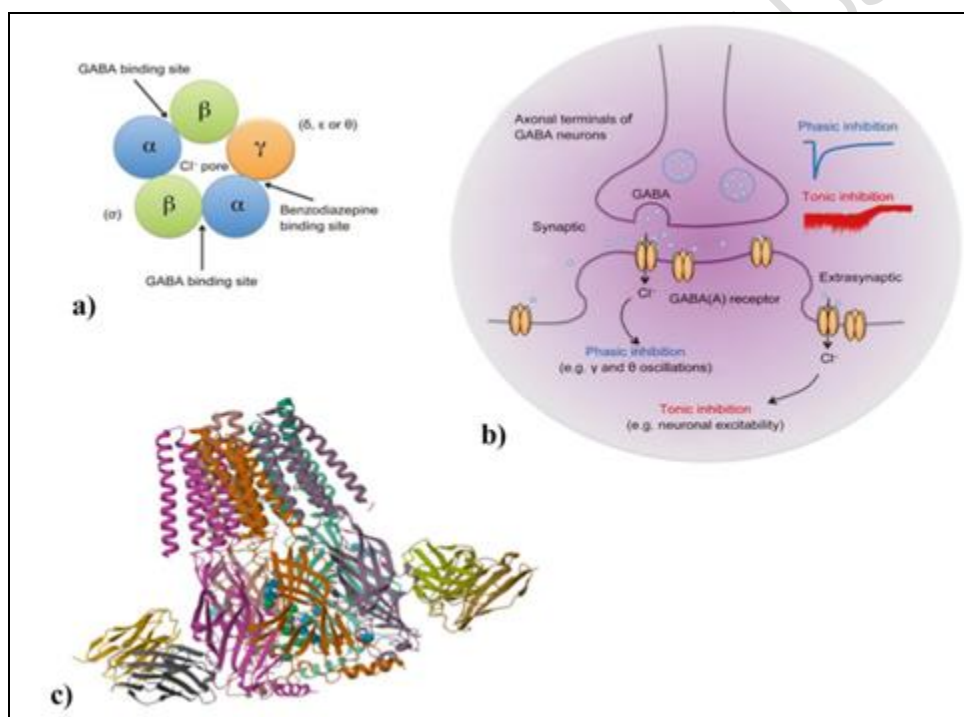 GABA binding site
β
(δ, ε or θ)
α
γ
Cl⁻ pore
β
α
(σ)
Benzodiazepine
binding site
GABA binding site
a)
Axonal terminals of
GABA neurons
Phasic inhibition
GABA
Tonic inhibition
Synaptic
Extrasynaptic
Cl⁻
GABA(A) receptor
Cl⁻
Phasic inhibition
(e.g. γ and θ oscillations)
Tonic inhibition
(e.g. neuronal excitability)
b)
c)